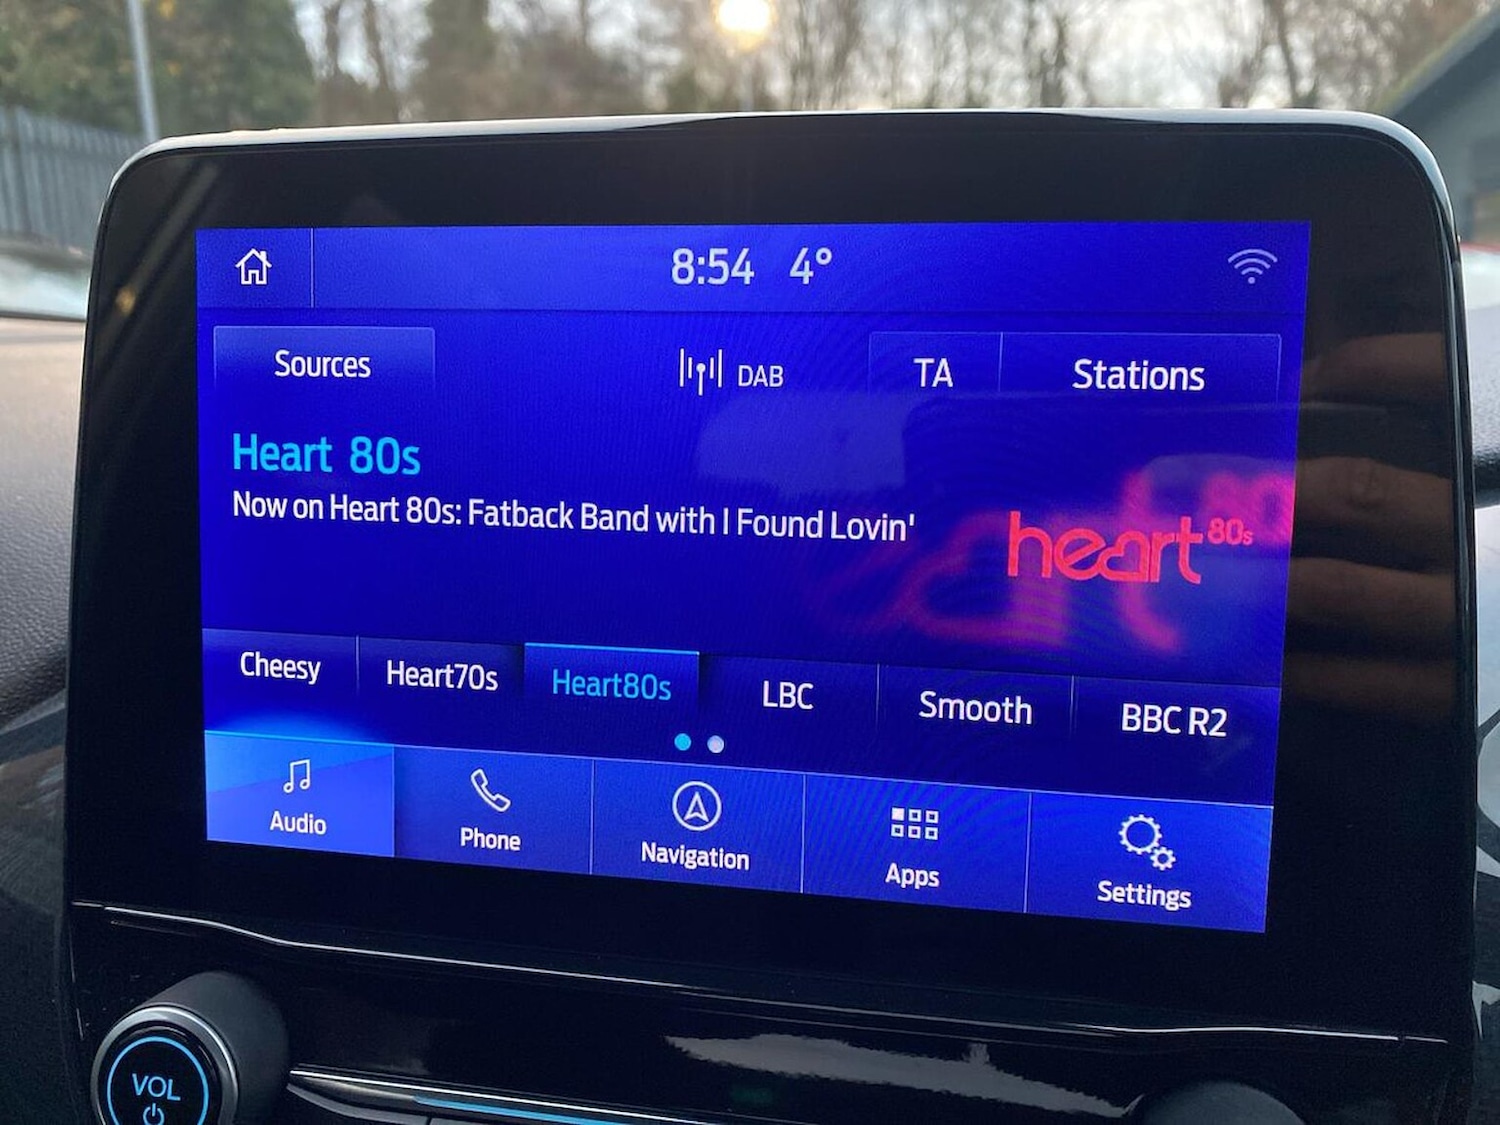 8:54 4°
Sources
DAB
TA
Stations
Heart 80s
Now on Heart 80s: Fatback Band with I Found Lovin'
heart 80s
Cheesy
Heart70s
Heart80s
LBC
Smooth
BBC R2
Audio
Phone
Navigation
Apps
Settings
VOL